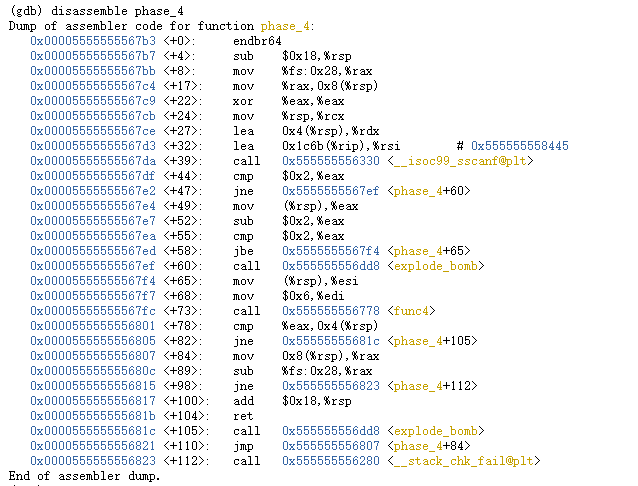 (gdb) disassemble phase_4
Dump of assembler code for function phase_4:
0x00005555555567b3 <+0>: endbr64
0x00005555555567b7 <+4>: sub $0x18,%rsp
0x00005555555567bb <+8>: mov %fs:0x28,%rax
0x00005555555567c4 <+17>: mov %rax,0x8(%rsp)
0x00005555555567c9 <+22>: xor %eax,%eax
0x00005555555567cb <+24>: mov %rsp,%rcx
0x00005555555567ce <+27>: lea 0x4(%rsp),%rdx
0x00005555555567d3 <+32>: lea 0x1c6b(%rip),%rsi # 0x555555558445
0x00005555555567da <+39>: call 0x555555556330 <__isoc99_sscanf@plt>
0x00005555555567df <+44>: cmp $0x2,%eax
0x00005555555567e2 <+47>: jne 0x5555555567ef <phase_4+60>
0x00005555555567e4 <+49>: mov (%rsp),%eax
0x00005555555567e7 <+52>: sub $0x2,%eax
0x00005555555567ea <+55>: cmp $0x2,%eax
0x00005555555567ed <+58>: jbe 0x5555555567f4 <phase_4+65>
0x00005555555567ef <+60>: call 0x555555556dd8 <explode_bomb>
0x00005555555567f4 <+65>: mov (%rsp),%esi
0x00005555555567f7 <+68>: mov $0x6,%edi
0x00005555555567fc <+73>: call 0x555555556778 <func4>
0x0000555555556801 <+78>: cmp %eax,0x4(%rsp)
0x0000555555556805 <+82>: jne 0x55555555681c <phase_4+105>
0x0000555555556807 <+84>: mov 0x8(%rsp),%rax
0x000055555555680c <+89>: sub %fs:0x28,%rax
0x0000555555556815 <+98>: jne 0x555555556823 <phase_4+112>
0x0000555555556817 <+100>: add $0x18,%rsp
0x000055555555681b <+104>: ret
0x000055555555681c <+105>: call 0x555555556dd8 <explode_bomb>
0x0000555555556821 <+110>: jmp 0x555555556807 <phase_4+84>
0x0000555555556823 <+112>: call 0x555555556280 <__stack_chk_fail@plt>
End of assembler dump.